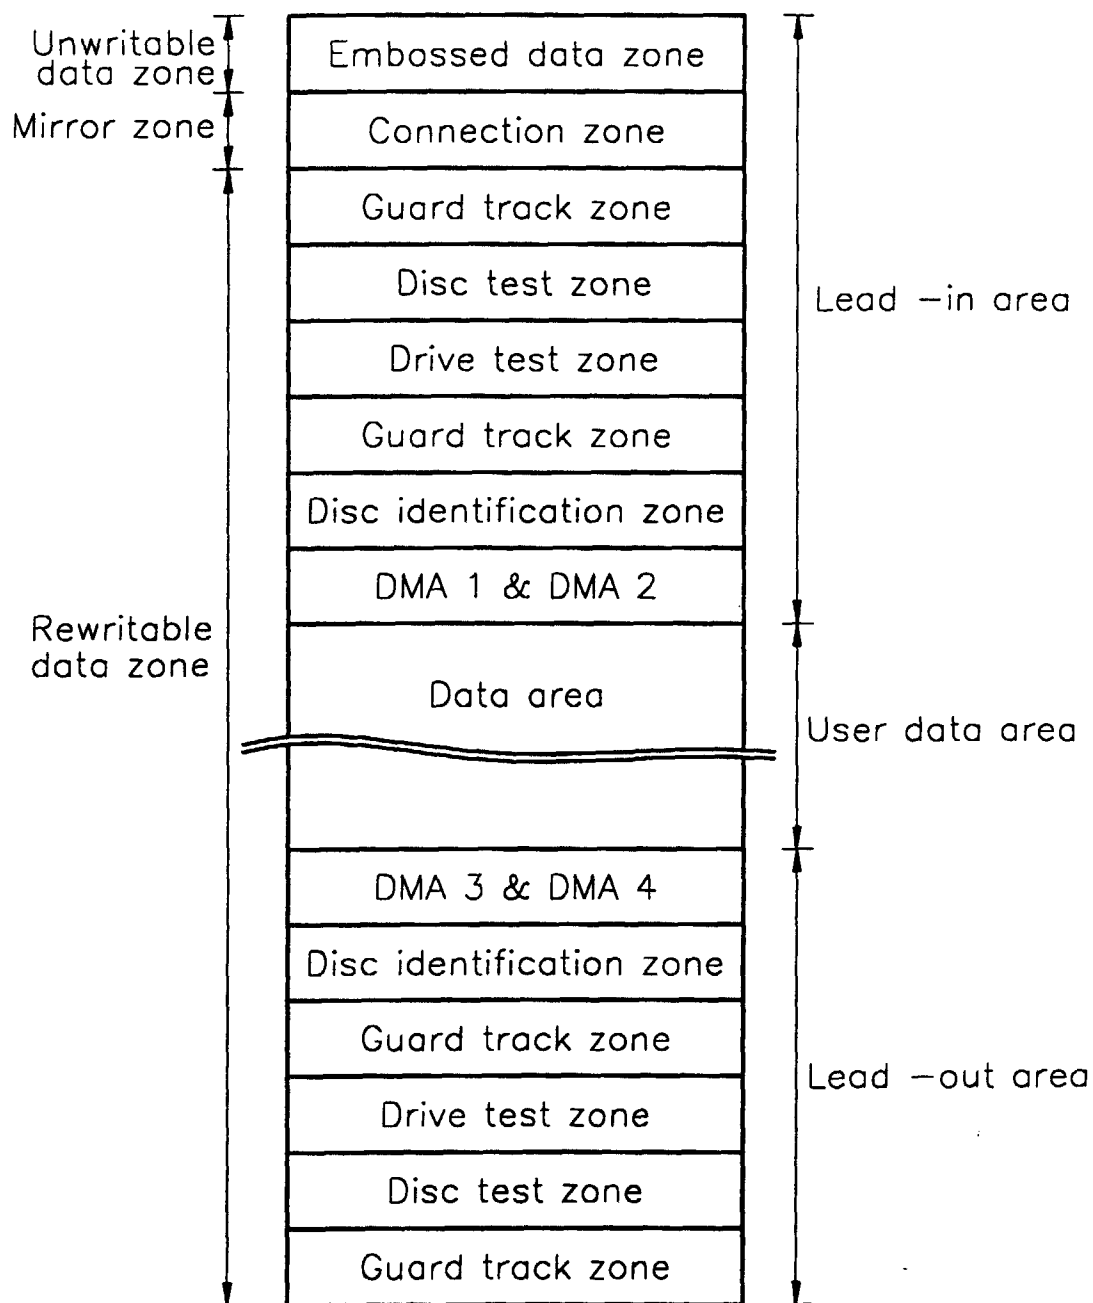 Unwritable
data zone
Embossed data zone
Mirror zone
Connection zone
Guard track zone
Disc test zone
Lead -in area
Drive test zone
Guard track zone
Disc identification zone
DMA 1 & DMA 2
Rewritable
data zone
Data area
User data area
DMA 3 & DMA 4
Disc identification zone
Guard track zone
Lead -out area
Drive test zone
Disc test zone
Guard track zone